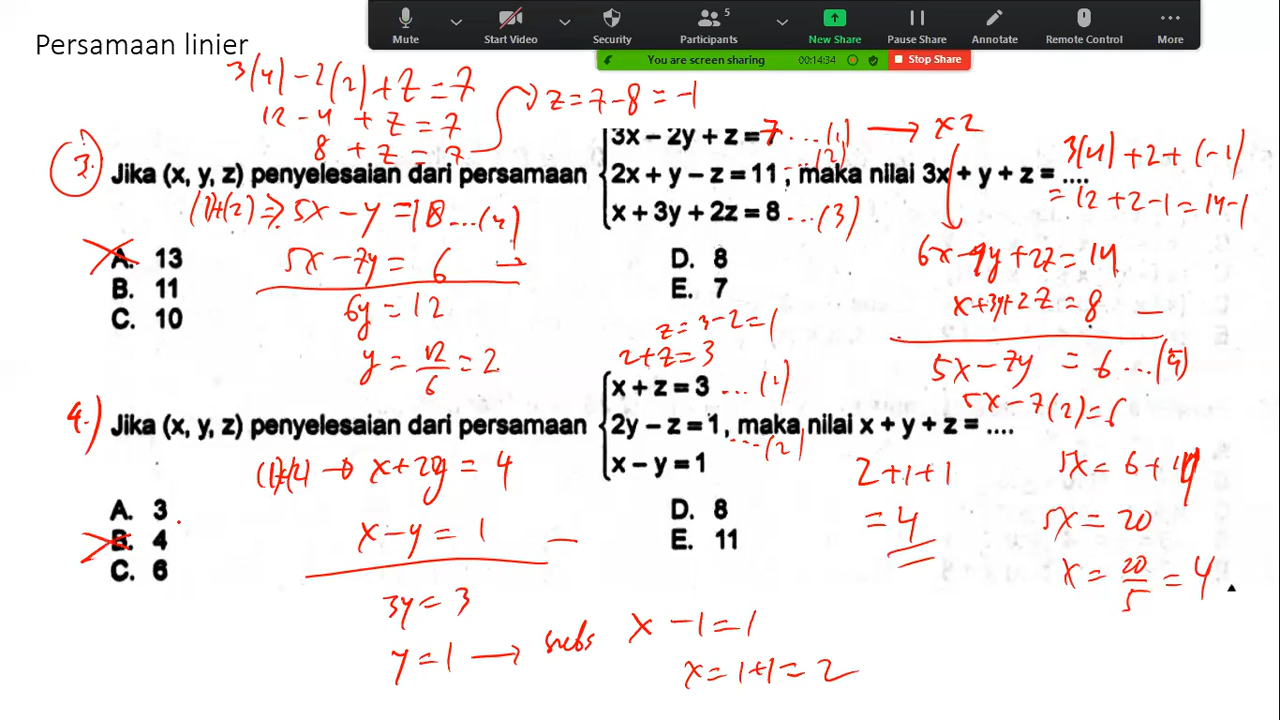 Mute
Start Video
Security
5
Participants
New Share
Pause Share
Annotate
Remote Control
More
You are screen sharing
00:14:34
Stop Share
Persamaan linier
3(4) - 2(2) + z = 7
12 - 4 + z = 7
8 + z = 7
z = 7 - 8 = -1
3.)
Jika (x, y, z) penyelesaian dari persamaan
3x – 2y + z = 7 ...(1) → x 2
2x + y – z = 11 ...(2)
x + 3y + 2z = 8 ...(3)
, maka nilai 3x + y + z = ....
3(4) + 2 + (-1)
= 12 + 2 - 1 = 14 - 1
(1)+(2) => 5x - y = 18 ...(4)
5x - 7y = 6 -
6y = 12
y = 12/6 = 2
A. 13
B. 11
C. 10
D. 8
E. 7
6x - 4y + 2z = 14
x + 3y + 2z = 8 -
5x - 7y = 6 ...(5)
5x - 7(2) = 6
5x = 6 + 14
5x = 20
x = 20/5 = 4
z = 3 - 2 = 1
2 + z = 3
4.)
Jika (x, y, z) penyelesaian dari persamaan
x + z = 3 ...(1)
2y – z = 1 ...(2)
x – y = 1
, maka nilai x + y + z = ....
(1)+(2) → x + 2y = 4
x - y = 1 -
3y = 3
y = 1 → subs x - 1 = 1
x = 1 + 1 = 2
A. 3
B. 4
C. 6
D. 8
E. 11
2 + 1 + 1
= 4